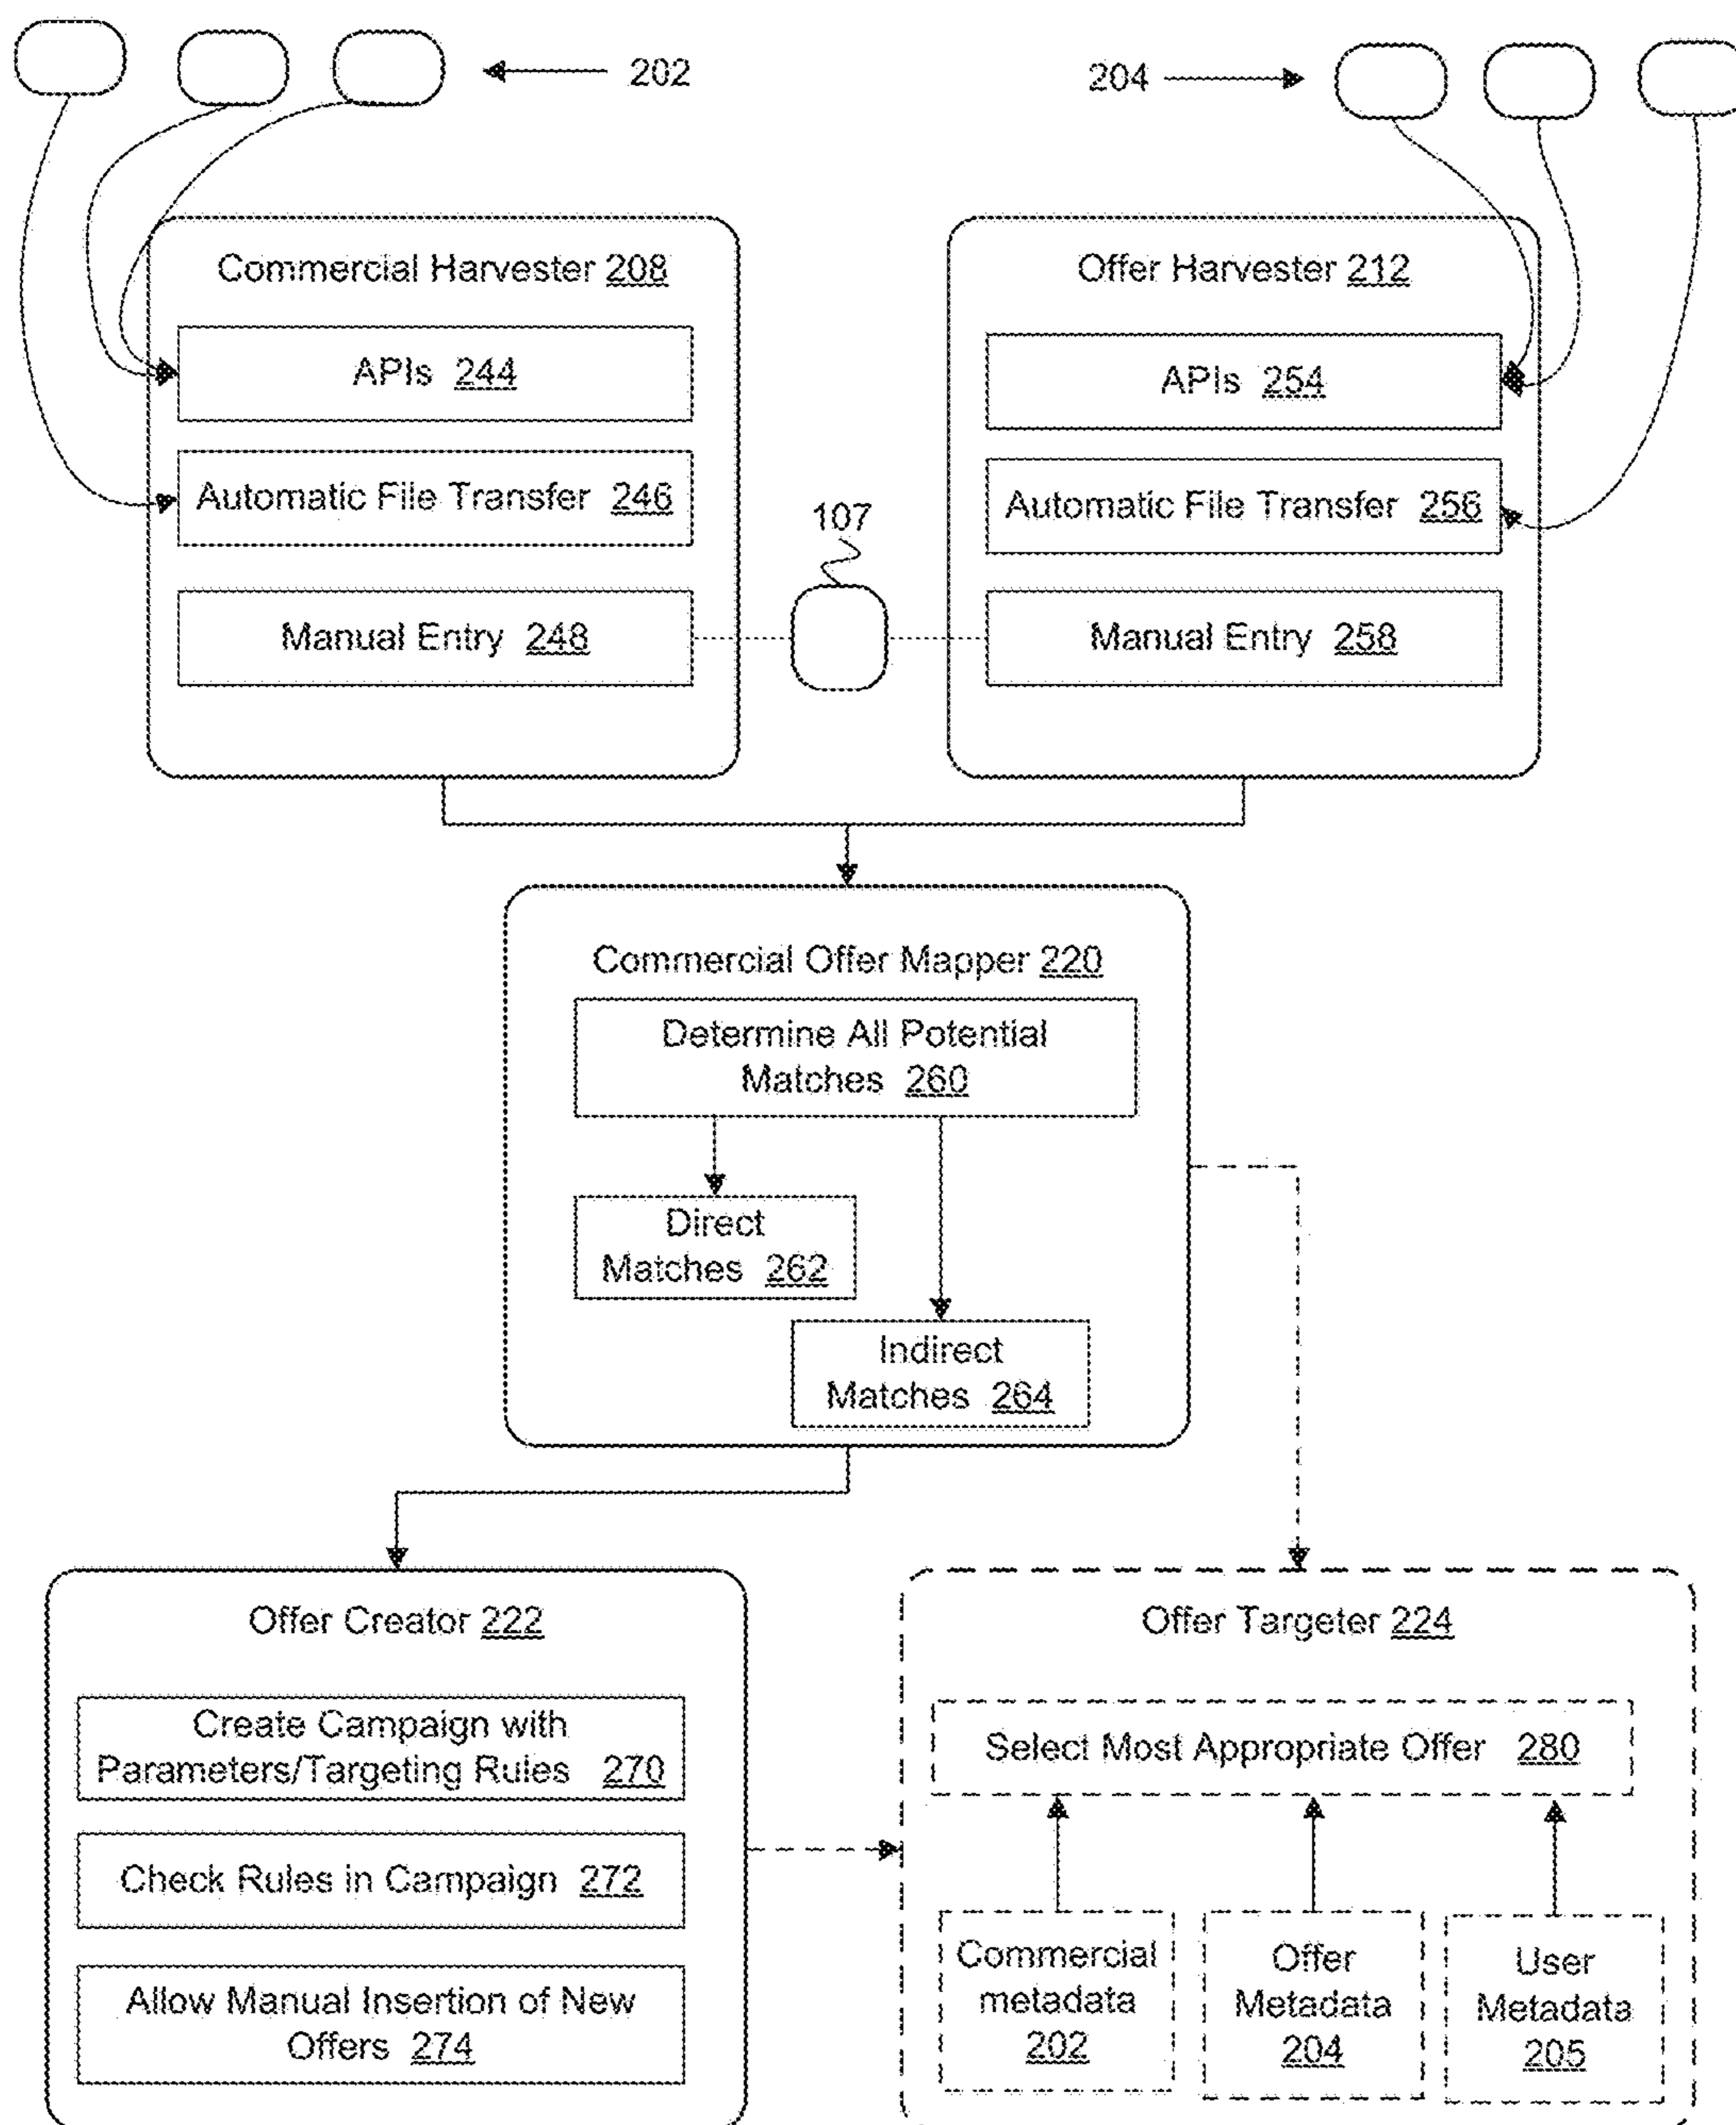 202
204
Commercial Harvester 208
APIs 244
Automatic File Transfer 246
Manual Entry 248
107
Offer Harvester 212
APIs 254
Automatic File Transfer 256
Manual Entry 258
Commercial Offer Mapper 220
Determine All Potential
Matches 260
Direct
Matches 262
Indirect
Matches 264
Offer Creator 222
Create Campaign with
Parameters/Targeting Rules 270
Check Rules in Campaign 272
Allow Manual Insertion of New
Offers 274
Offer Targeter 224
Select Most Appropriate Offer 280
Commercial
metadata
202
Offer
Metadata
204
User
Metadata
205